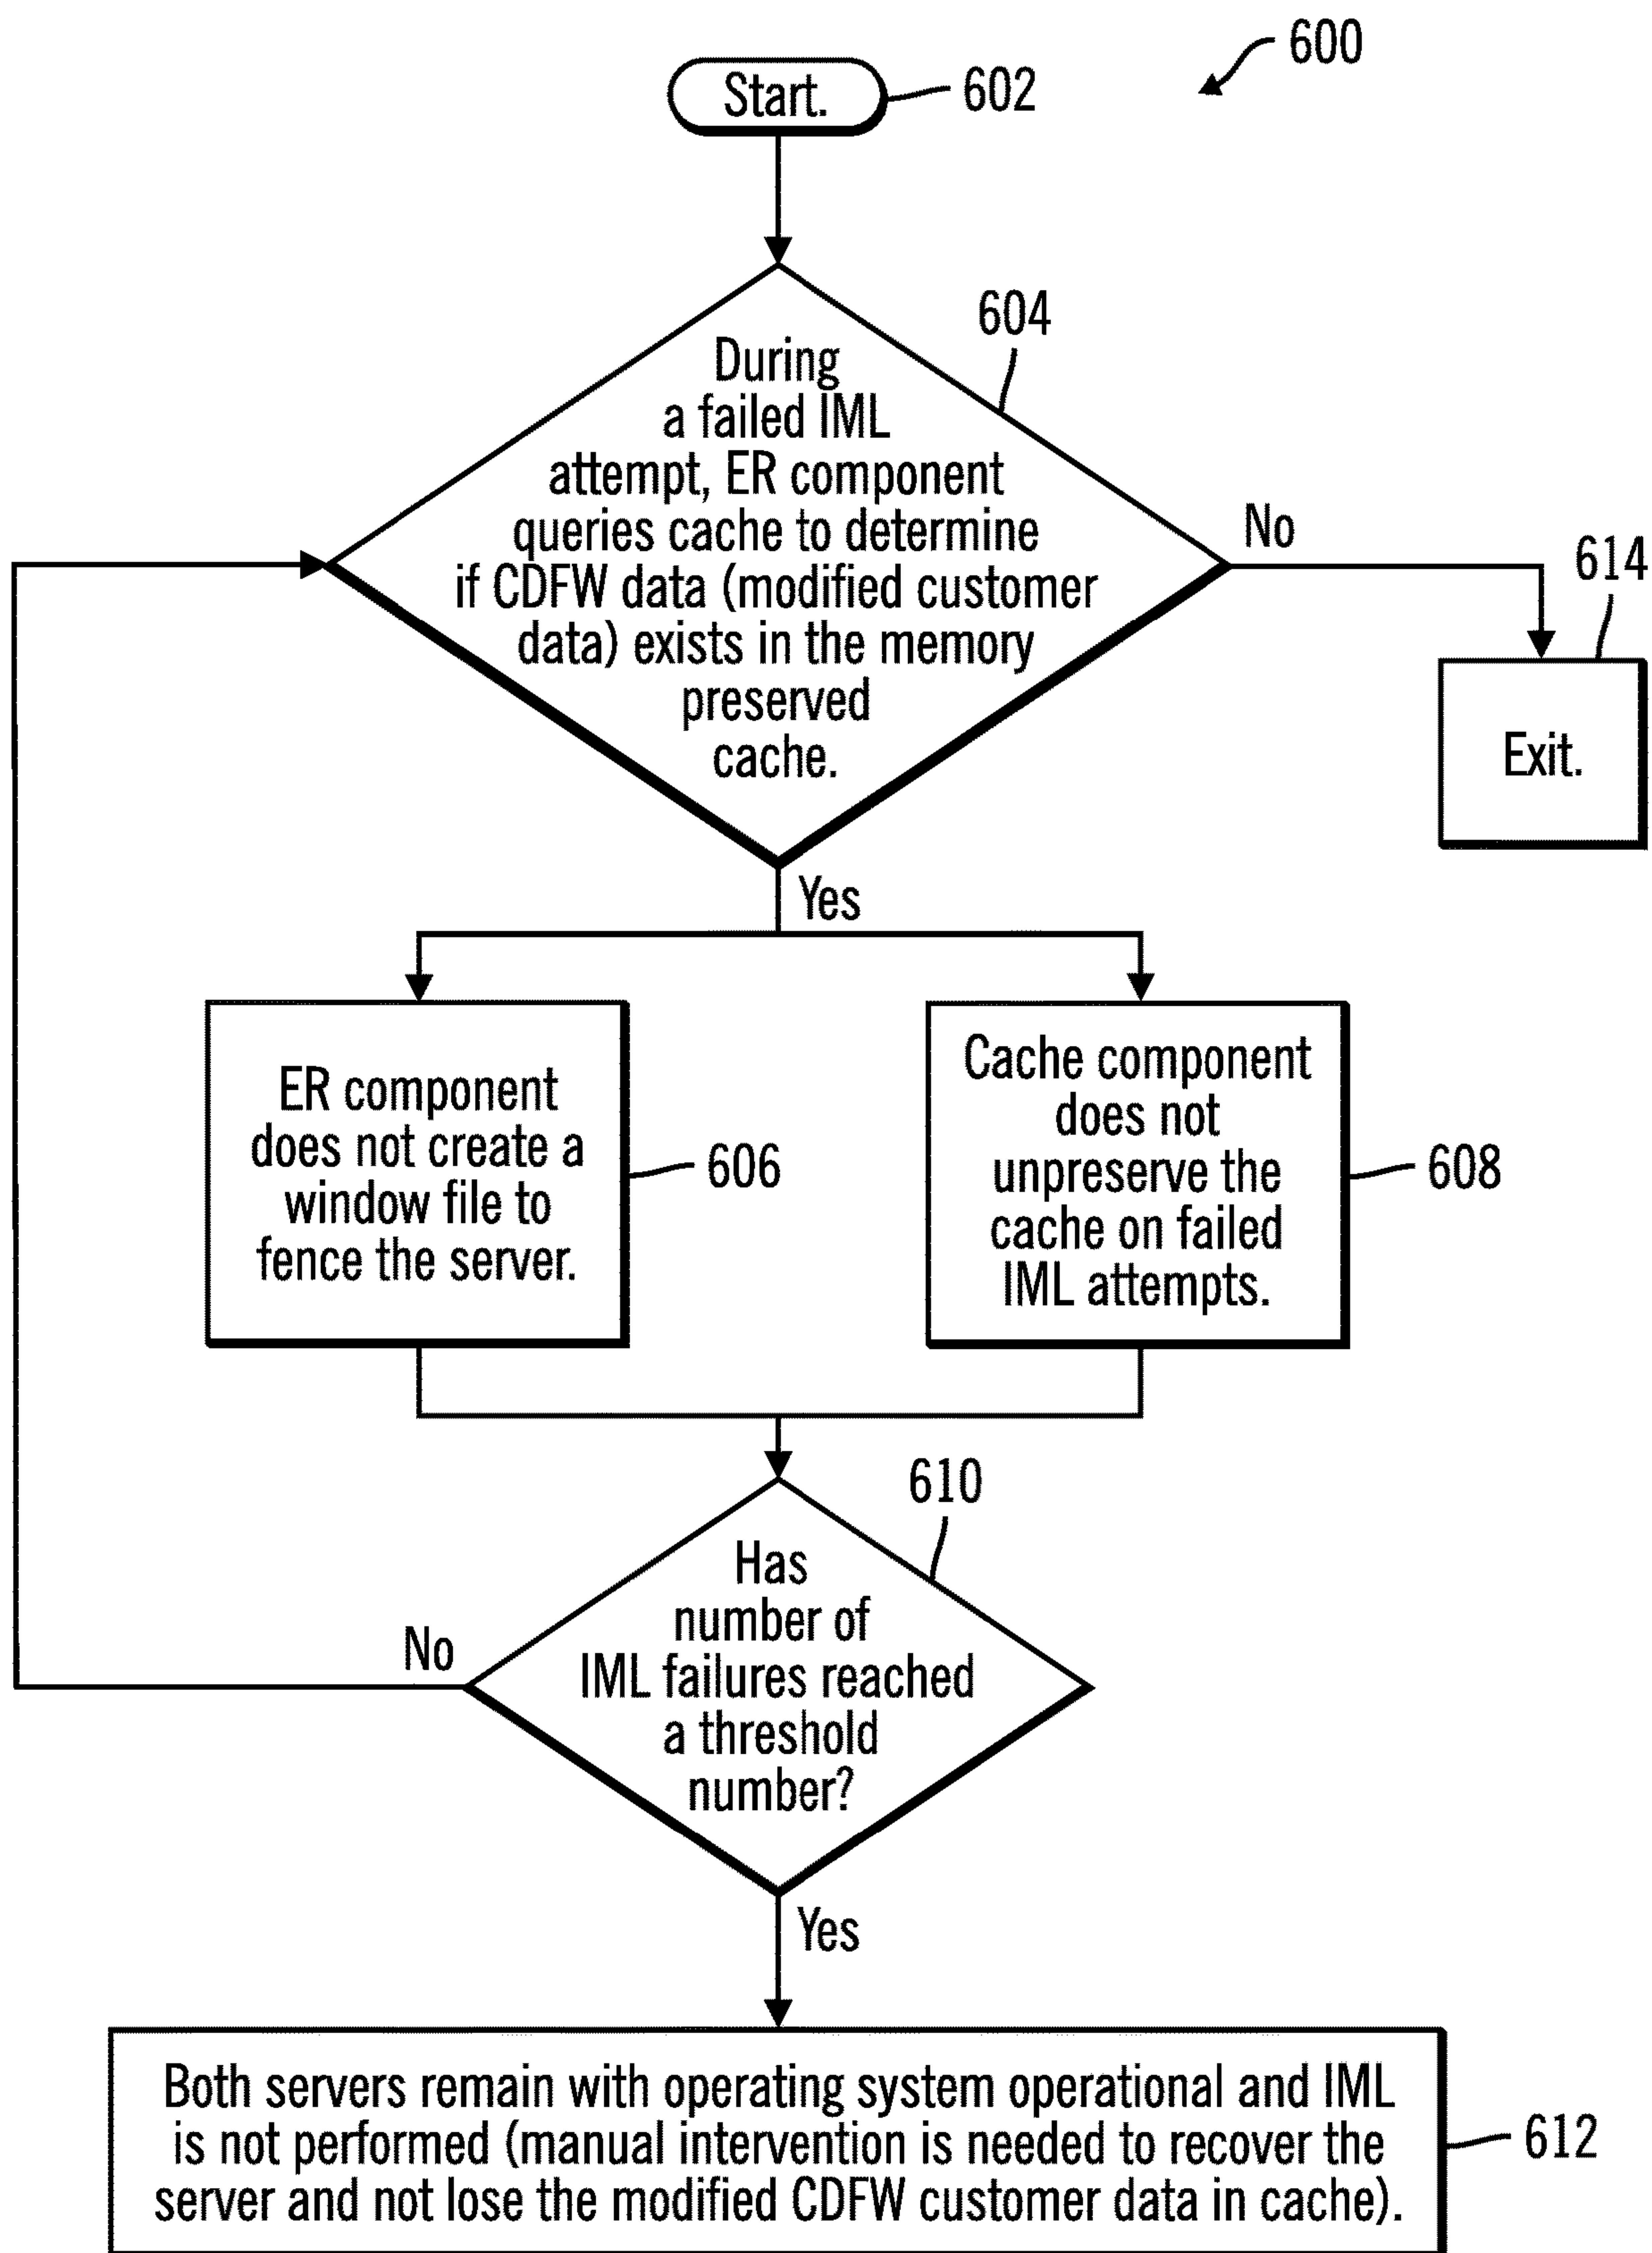 600
Start.
602
604
During
a failed IML
attempt, ER component
queries cache to determine
if CDFW data (modified customer
data) exists in the memory
preserved
cache.
No
614
Exit.
Yes
ER component
does not create a
window file to
fence the server.
606
Cache component
does not
unpreserve the
cache on failed
IML attempts.
608
610
Has
number of
IML failures reached
a threshold
number?
No
Yes
Both servers remain with operating system operational and IML
is not performed (manual intervention is needed to recover the
server and not lose the modified CDFW customer data in cache).
612